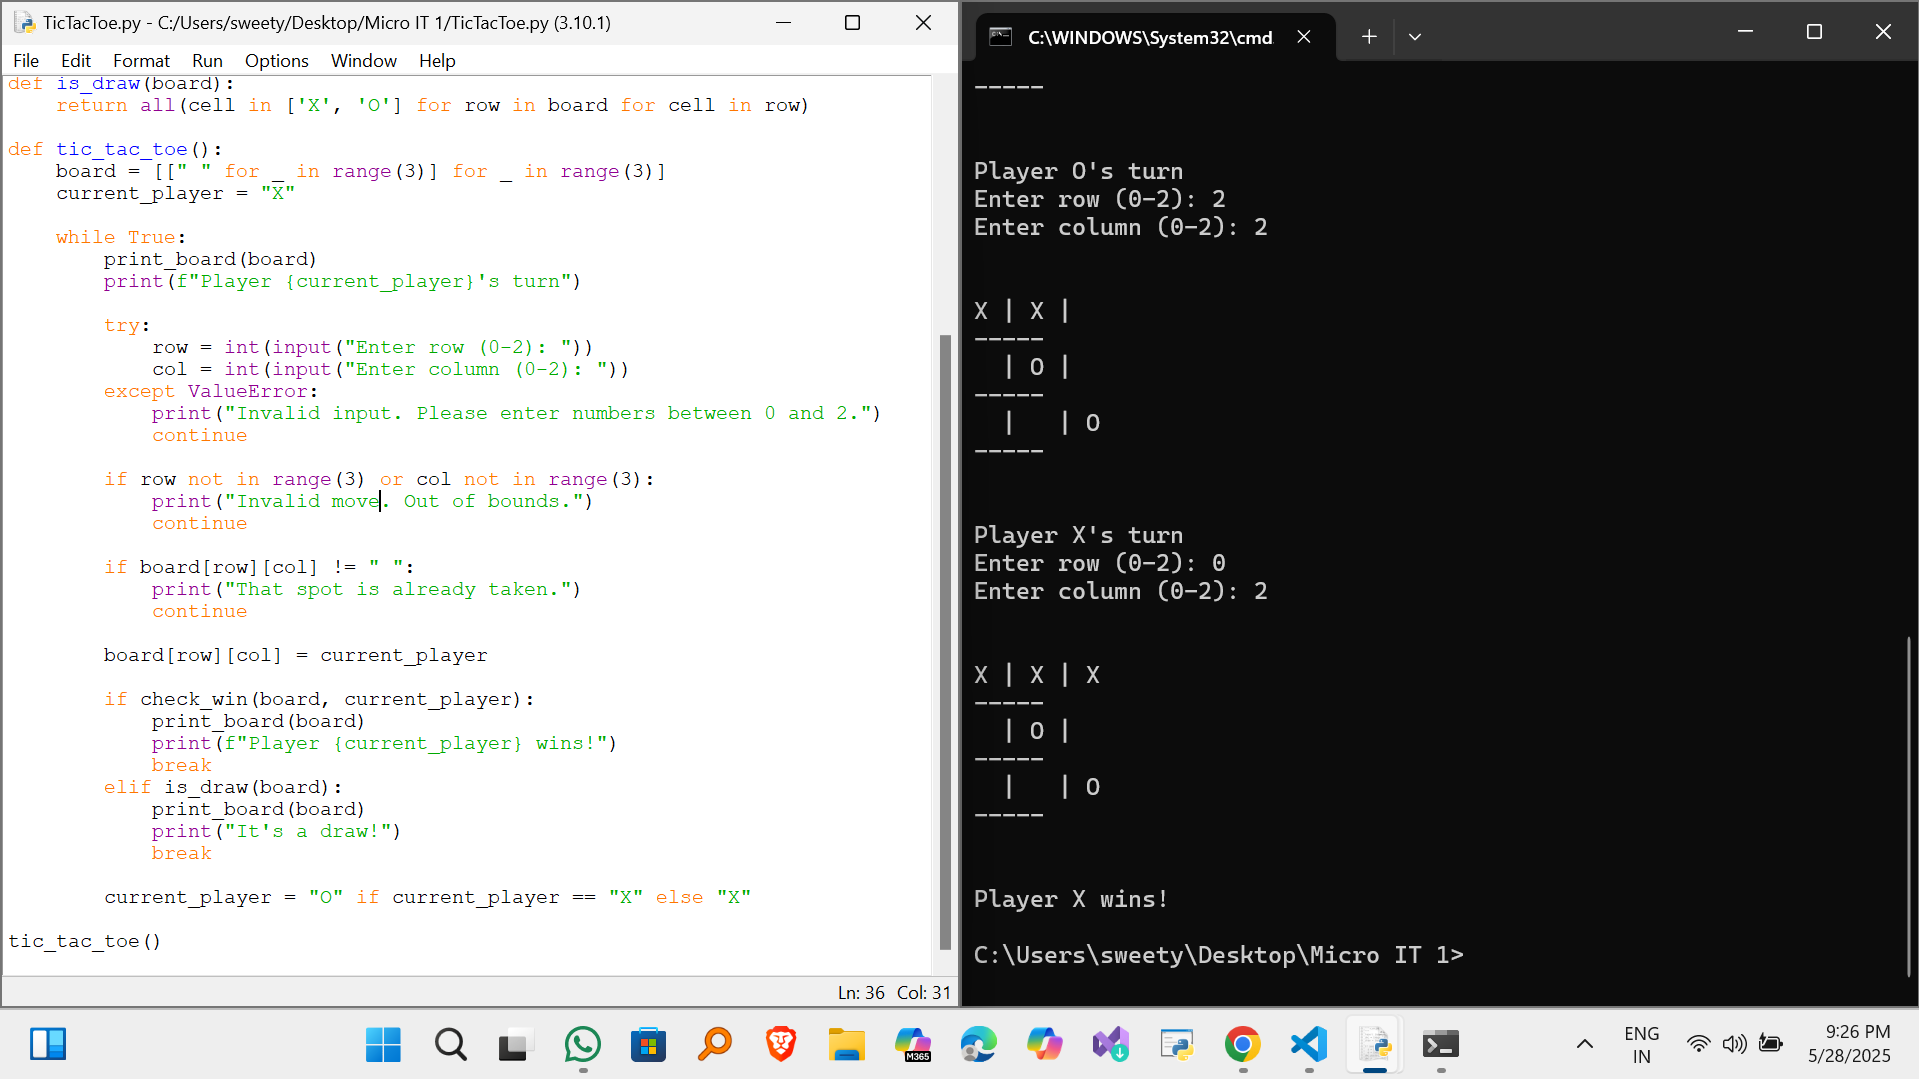 TicTacToe.py - C:/Users/sweety/Desktop/Micro IT 1/TicTacToe.py (3.10.1)
File Edit Format Run Options Window Help
def is_draw(board):
    return all(cell in ['X', 'O'] for row in board for cell in row)
def tic_tac_toe():
    board = [[" " for _ in range(3)] for _ in range(3)]
    current_player = "X"
    while True:
        print_board(board)
        print(f"Player {current_player}'s turn")
        try:
            row = int(input("Enter row (0-2): "))
            col = int(input("Enter column (0-2): "))
        except ValueError:
            print("Invalid input. Please enter numbers between 0 and 2.")
            continue
        if row not in range(3) or col not in range(3):
            print("Invalid move. Out of bounds.")
            continue
        if board[row][col] != " ":
            print("That spot is already taken.")
            continue
        board[row][col] = current_player
        if check_win(board, current_player):
            print_board(board)
            print(f"Player {current_player} wins!")
            break
        elif is_draw(board):
            print_board(board)
            print("It's a draw!")
            break
        current_player = "O" if current_player == "X" else "X"
tic_tac_toe()
Ln: 36 Col: 31
C:\WINDOWS\System32\cmd.
-----
Player O's turn
Enter row (0-2): 2
Enter column (0-2): 2
X | X |
-----
  | O |
-----
  |   | O
-----
Player X's turn
Enter row (0-2): 0
Enter column (0-2): 2
X | X | X
-----
  | O |
-----
  |   | O
-----
Player X wins!
C:\Users\sweety\Desktop\Micro IT 1>
M365
ENG
IN
9:26 PM
5/28/2025